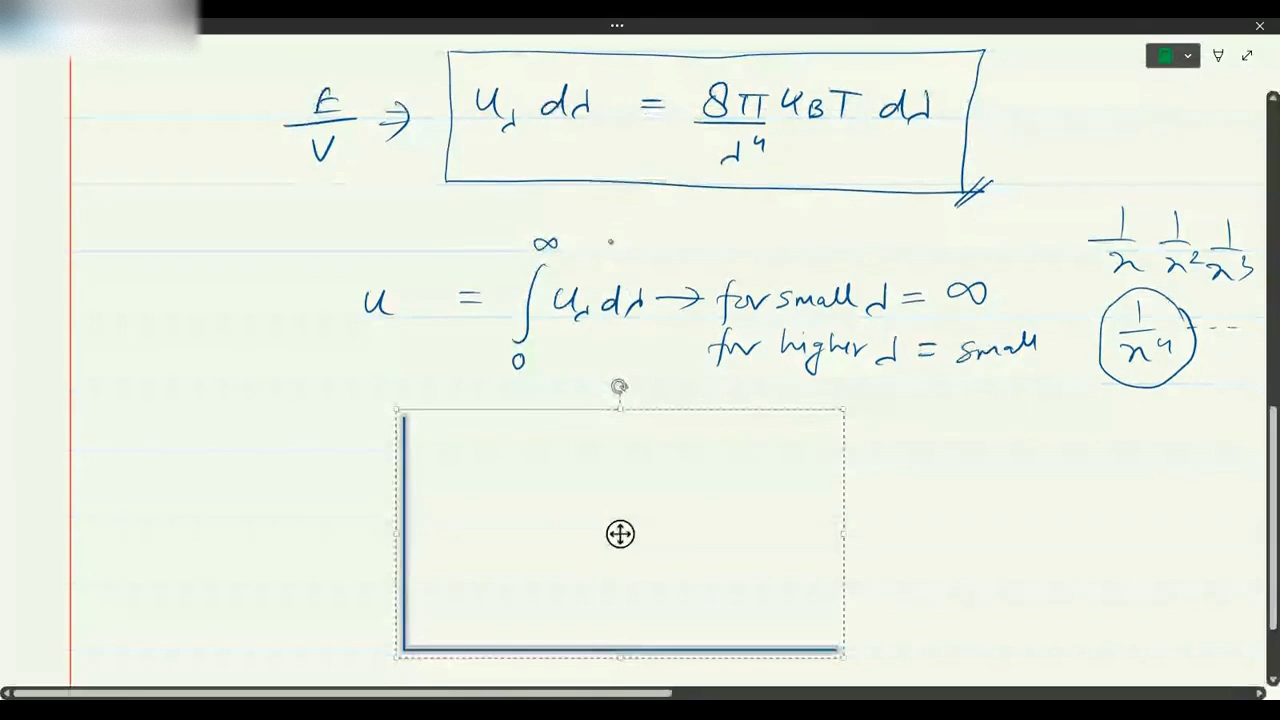 E/V ⇒ u_λ dλ = 8π/λ⁴ k_B T dλ
1/x 1/x² 1/x³
u = ∫₀^∞ u_λ dλ → for small λ = ∞
for higher λ = small
1/x⁴ ---